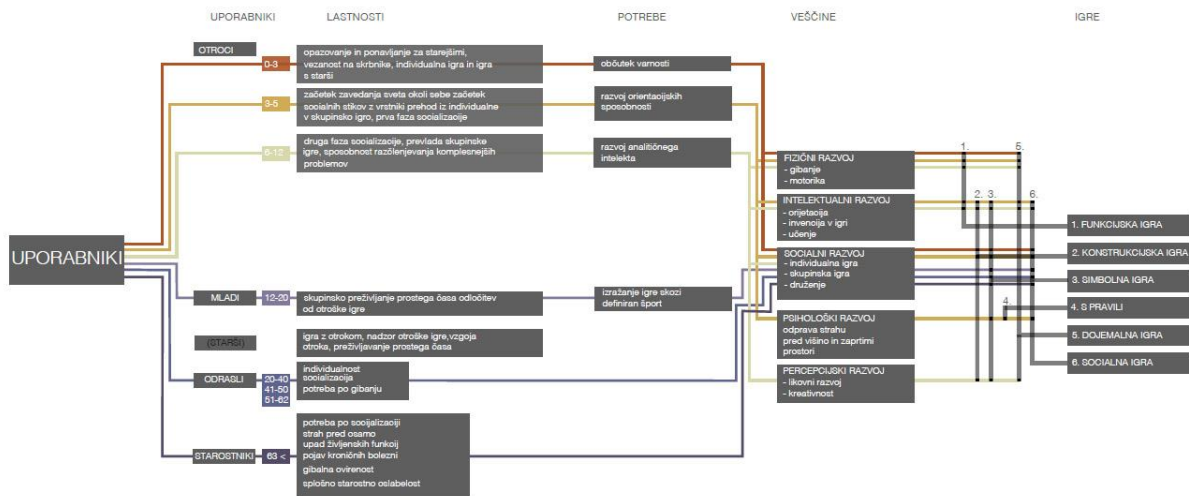 UPORABNIKI
LASTNOSTI
POTREBE
VEŠČINE
IGRE
UPORABNIKI
OTROCI
0-3
opazovanje in ponavljanje za starejšimi,
vezanost na skrbnike, individualna igra in igra
s starši
občutek varnosti
3-5
začetek zavedanja sveta okoli sebe začetek
socialnih stikov z vrstniki prehod iz individualne
v skupinsko igro, prva faza socializacije
razvoj orientacijskih
sposobnosti
6-12
druga faza socializacije, prevlada skupinske
igre, sposobnost razčlenjevanja kompleksnejših
problemov
razvoj analitičnega
intelekta
MLADI
12-20
skupinsko preživljanje prostega časa odločitev
od otroške igre
izražanje igre skozi
definiran šport
(STARŠI)
igra z otrokom, nadzor otroške igre,vzgoja
otroka, preživljavanje prostega časa
ODRASLI
20-40
41-50
51-62
individualnost
socializacija
potreba po gibanju
STAROSTNIKI
63 <
potreba po socijalizaciji
strah pred osamo
upad življenskih funkcij
pojav kroničnih bolezni
gibalna ovirenost
splošno starostno oslabelost
FIZIČNI RAZVOJ
- gibanje
- motorika
INTELEKTUALNI RAZVOJ
- orijetacija
- invencija v igri
- učenje
SOCIALNI RAZVOJ
- individualna igra
- skupinska igra
- druženje
PSIHOLOŠKI RAZVOJ
odprava strahu
pred višino in zaprtimi
prostori
PERCEPCIJSKI RAZVOJ
- likovni razvoj
- kreativnost
1.
5.
2.
3.
6.
4.
1. FUNKCIJSKA IGRA
2. KONSTRUKCIJSKA IGRA
3. SIMBOLNA IGRA
4. S PRAVILI
5. DOJEMALNA IGRA
6. SOCIALNA IGRA